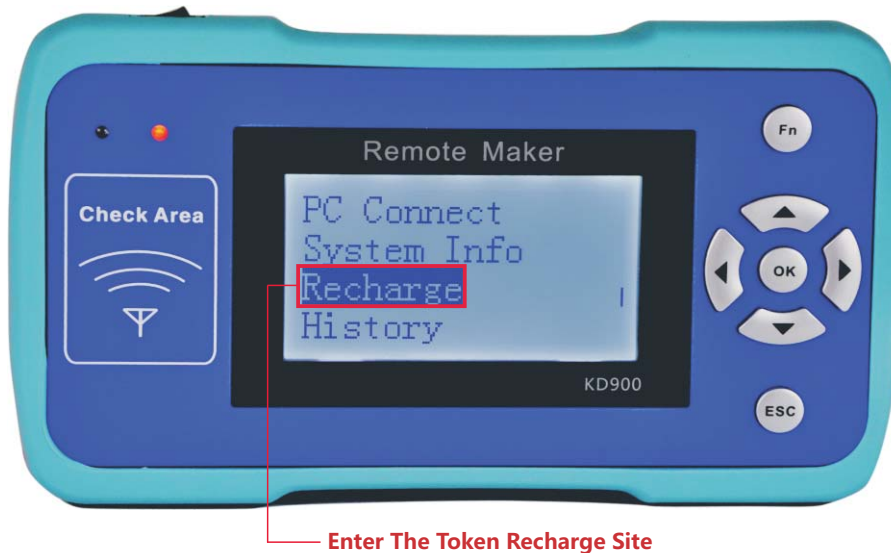 Remote Maker
Fn
Check Area
PC Connect
System Info
Recharge
History
OK
KD900
ESC
Enter The Token Recharge Site